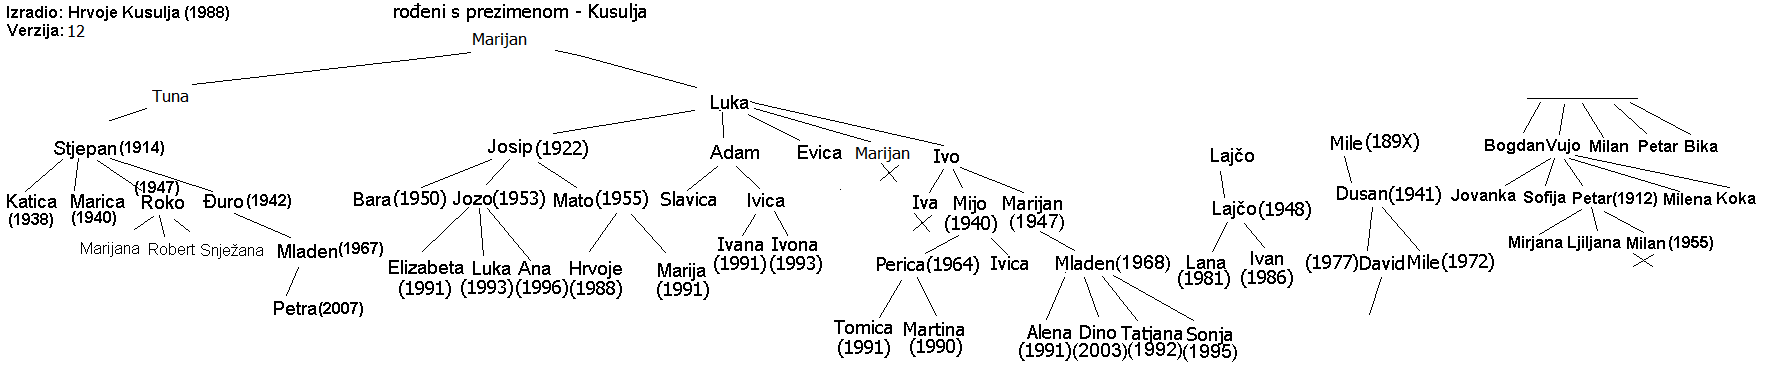 Izradio: Hrvoje Kusulja (1988)
Verzija: 12
rođeni s prezimenom - Kusulja
Marijan
Tuna
Luka
Stjepan (1914)
Josip (1922)
Adam
Evica
Marijan
Ivo
Lajčo
Mile (189X)
Bogdan
Vujo
Milan
Petar
Bika
Katica
(1938)
Marica
(1940)
(1947)
Roko
Đuro (1942)
Bara (1950)
Jozo (1953)
Mato (1955)
Slavica
Ivica
Iva
Mijo
(1940)
Marijan
(1947)
Lajčo (1948)
Dusan (1941)
Jovanka
Sofija
Petar (1912)
Milena
Koka
Marijana
Robert
Snježana
Mladen (1967)
Elizabeta
(1991)
Luka
(1993)
Ana
(1996)
Hrvoje
(1988)
Marija
(1991)
Ivana
(1991)
Ivona
(1993)
Perica (1964)
Ivica
Mladen (1968)
Lana
(1981)
Ivan
(1986)
(1977) David
Mile (1972)
Mirjana
Ljiljana
Milan (1955)
Petra (2007)
Tomica
(1991)
Martina
(1990)
Alena
(1991)
Dino
(2003)
Tatjana
(1992)
Sonja
(1995)